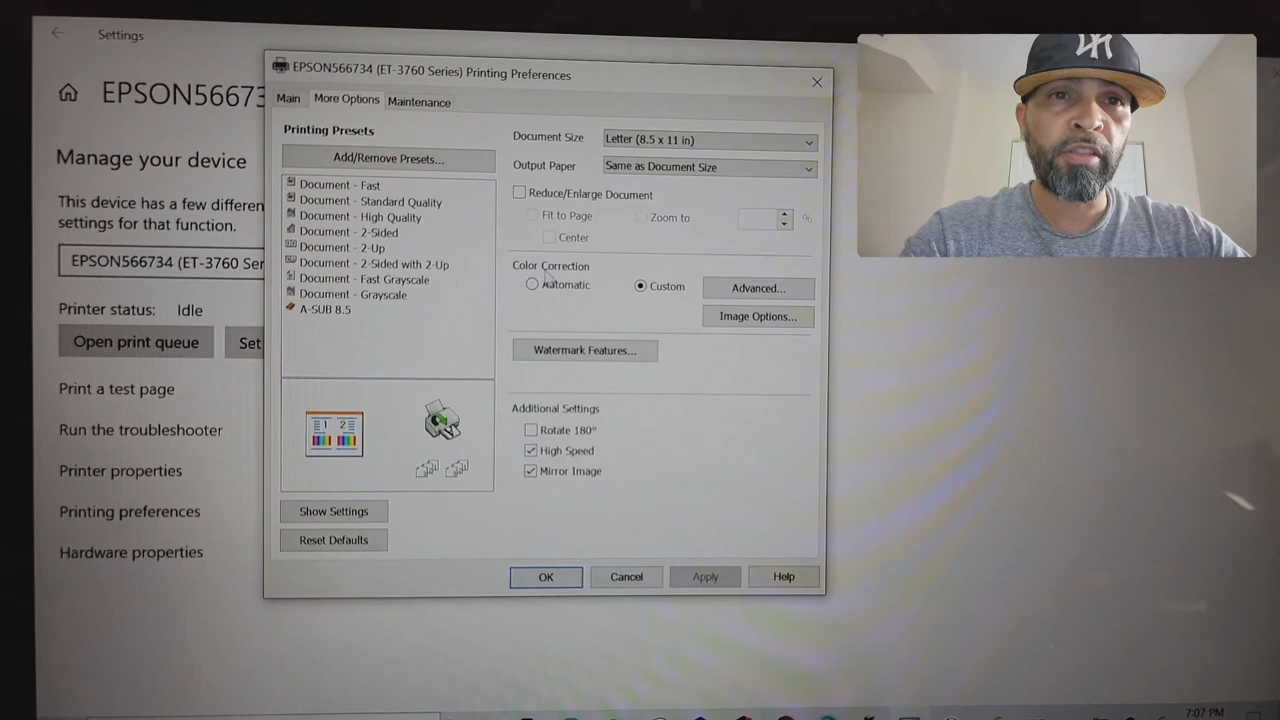 Settings
EPSON5667
Manage your device
This device has a few differen
settings for that function.
EPSON566734 (ET-3760 Ser
Printer status: Idle
Open print queue
Set
Print a test page
Run the troubleshooter
Printer properties
Printing preferences
Hardware properties
EPSON566734 (ET-3760 Series) Printing Preferences
Main
More Options
Maintenance
Printing Presets
Add/Remove Presets...
Document - Fast
Document - Standard Quality
Document - High Quality
Document - 2-Sided
Document - 2-Up
Document - 2-Sided with 2-Up
Document - Fast Grayscale
Document - Grayscale
A-SUB 8.5
1 2
Show Settings
Reset Defaults
Document Size
Letter (8.5 x 11 in)
Output Paper
Same as Document Size
Reduce/Enlarge Document
Fit to Page
Zoom to
%
Center
Color Correction
Automatic
Custom
Advanced...
Image Options...
Watermark Features...
Additional Settings
Rotate 180°
High Speed
Mirror Image
OK
Cancel
Apply
Help
7:07 PM
NY